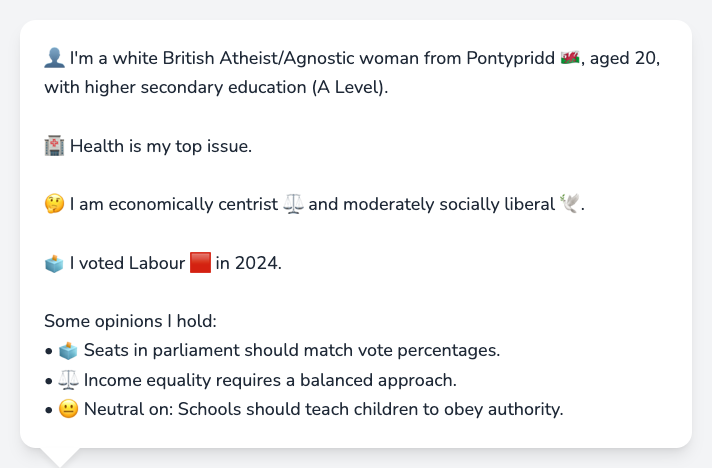 👤 I'm a white British Atheist/Agnostic woman from Pontypridd 🏴󠁧󠁢󠁷󠁬󠁳󠁿, aged 20,
with higher secondary education (A Level).
🏥 Health is my top issue.
🤔 I am economically centrist ⚖️ and moderately socially liberal 🕊️.
🗳️ I voted Labour 🟥 in 2024.
Some opinions I hold:
• 🗳️ Seats in parliament should match vote percentages.
• ⚖️ Income equality requires a balanced approach.
• 😐 Neutral on: Schools should teach children to obey authority.